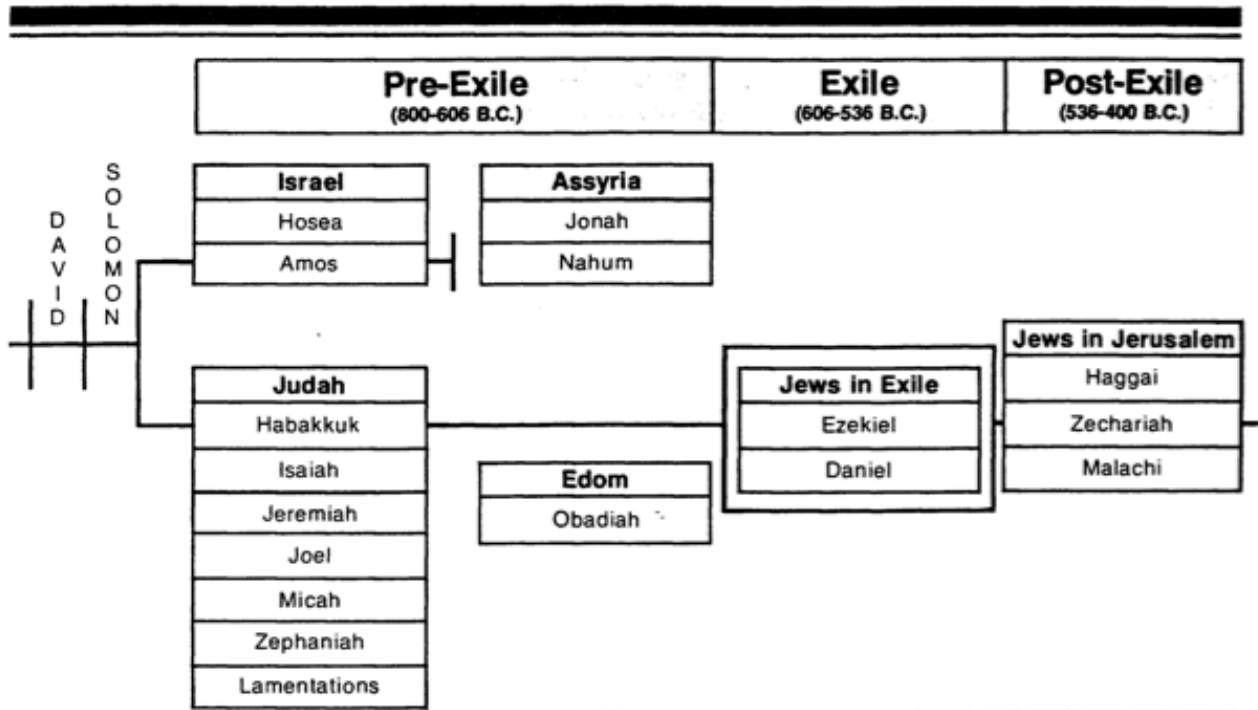 Pre-Exile
(800-606 B.C.)
Exile
(606-536 B.C.)
Post-Exile
(536-400 B.C.)
DAVID
SOLOMON
Israel
Hosea
Amos
Assyria
Jonah
Nahum
Judah
Habakkuk
Isaiah
Jeremiah
Joel
Micah
Zephaniah
Lamentations
Edom
Obadiah
Jews in Exile
Ezekiel
Daniel
Jews in Jerusalem
Haggai
Zechariah
Malachi